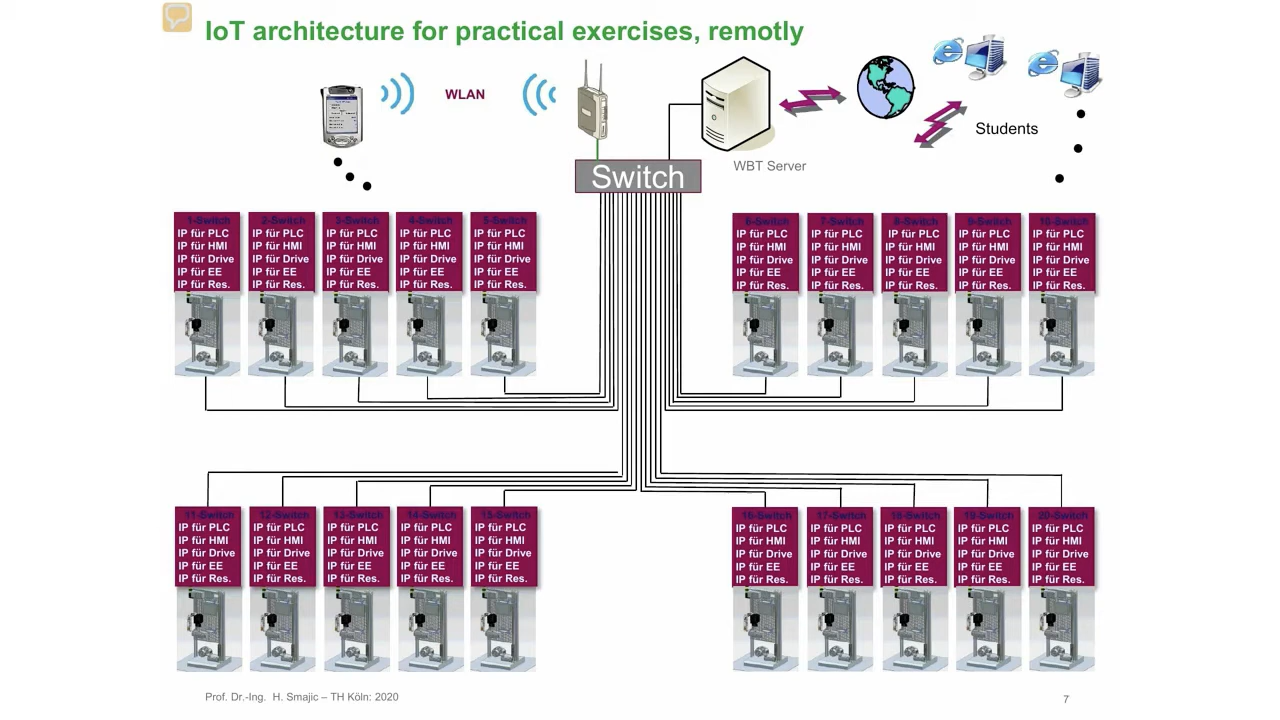 IoT architecture for practical exercises, remotly
WLAN
Students
WBT Server
Switch
1-Switch
IP für PLC
IP für HMI
IP für Drive
IP für EE
IP für Res.
2-Switch
IP für PLC
IP für HMI
IP für Drive
IP für EE
IP für Res.
3-Switch
IP für PLC
IP für HMI
IP für Drive
IP für EE
IP für Res.
4-Switch
IP für PLC
IP für HMI
IP für Drive
IP für EE
IP für Res.
5-Switch
IP für PLC
IP für HMI
IP für Drive
IP für EE
IP für Res.
6-Switch
IP für PLC
IP für HMI
IP für Drive
IP für EE
IP für Res.
7-Switch
IP für PLC
IP für HMI
IP für Drive
IP für EE
IP für Res.
8-Switch
IP für PLC
IP für HMI
IP für Drive
IP für EE
IP für Res.
9-Switch
IP für PLC
IP für HMI
IP für Drive
IP für EE
IP für Res.
10-Switch
IP für PLC
IP für HMI
IP für Drive
IP für EE
IP für Res.
11-Switch
IP für PLC
IP für HMI
IP für Drive
IP für EE
IP für Res.
12-Switch
IP für PLC
IP für HMI
IP für Drive
IP für EE
IP für Res.
13-Switch
IP für PLC
IP für HMI
IP für Drive
IP für EE
IP für Res.
14-Switch
IP für PLC
IP für HMI
IP für Drive
IP für EE
IP für Res.
15-Switch
IP für PLC
IP für HMI
IP für Drive
IP für EE
IP für Res.
16-Switch
IP für PLC
IP für HMI
IP für Drive
IP für EE
IP für Res.
17-Switch
IP für PLC
IP für HMI
IP für Drive
IP für EE
IP für Res.
18-Switch
IP für PLC
IP für HMI
IP für Drive
IP für EE
IP für Res.
19-Switch
IP für PLC
IP für HMI
IP für Drive
IP für EE
IP für Res.
20-Switch
IP für PLC
IP für HMI
IP für Drive
IP für EE
IP für Res.
Prof. Dr.-Ing. H. Smajic – TH Köln: 2020
7